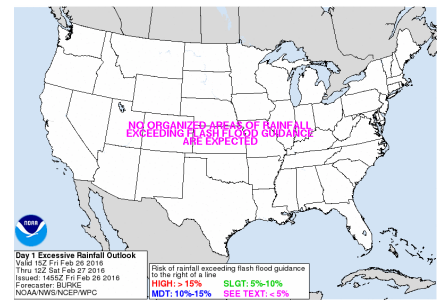 NO ORGANIZED AREAS OF RAINFALL
EXCEEDING FLASH FLOOD GUIDANCE
ARE EXPECTED
NOAA
Day 1 Excessive Rainfall Outlook
Valid 15Z Fri Feb 26 2016
Thru 12Z Sat Feb 27 2016
Issued: 1455Z Fri Feb 26 2016
Forecaster: BURKE
NOAA/NWS/NCEP/WPC
Risk of rainfall exceeding flash flood guidance
to the right of a line
HIGH: > 15% SLGT: 5%-10%
MDT: 10%-15% SEE TEXT: < 5%